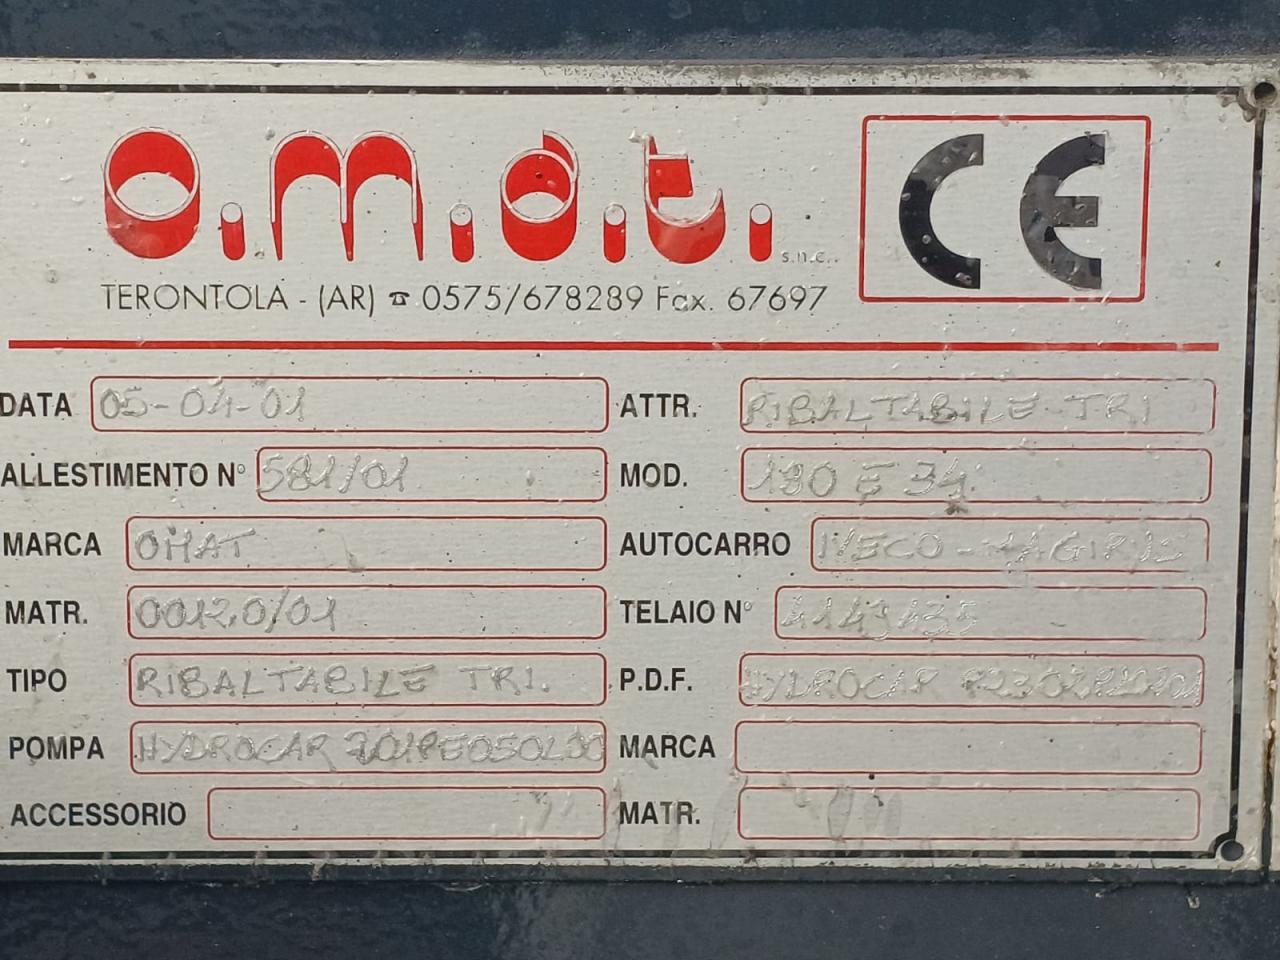 o.m.a.t. s.n.c.
TERONTOLA - (AR) ☎ 0575/678289 Fax. 67697
CE
DATA 05-04-01 ATTR. RIBALTABILE TRI
ALLESTIMENTO N° 581/01 MOD. 190 E 34
MARCA OMAT AUTOCARRO IVECO-MAGIRUS
MATR. 00120/01 TELAIO N°
TIPO RIBALTABILE TRI. P.D.F. HYDROCAR
POMPA HYDROCAR MARCA
ACCESSORIO MATR.